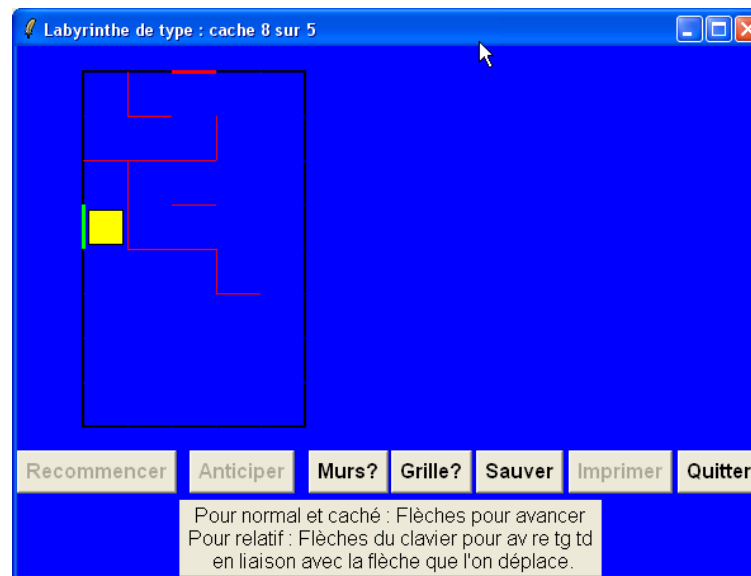 Labyrinthe de type : cache 8 sur 5
Recommencer Anticiper Murs? Grille? Sauver Imprimer Quitter
Pour normal et caché : Flèches pour avancer
Pour relatif : Flèches du clavier pour av re tg td
en liaison avec la flèche que l'on déplace.